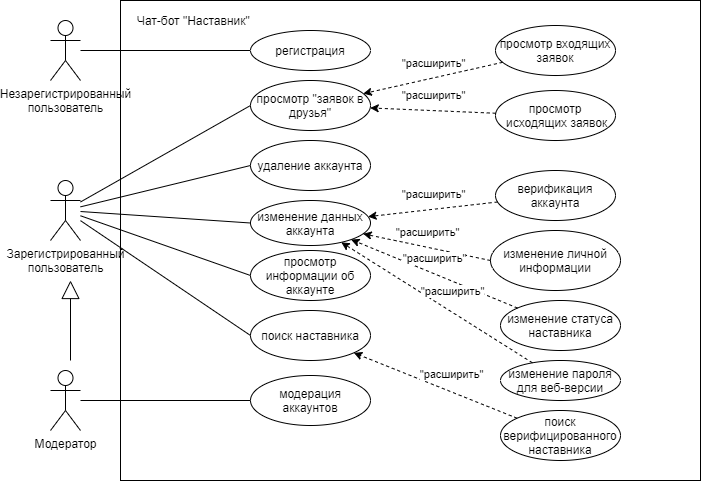 Чат-бот "Наставник"
Незарегистрированный
пользователь
регистрация
просмотр входящих
заявок
"расширить"
просмотр "заявок в
друзья"
"расширить"
просмотр
исходящих заявок
удаление аккаунта
Зарегистрированный
пользователь
изменение данных
аккаунта
"расширить"
верификация
аккаунта
"расширить"
изменение личной
информации
просмотр
информации об
аккаунте
"расширить"
изменение статуса
наставника
"расширить"
изменение пароля
для веб-версии
поиск наставника
"расширить"
поиск
верифицированного
наставника
Модератор
модерация
аккаунтов